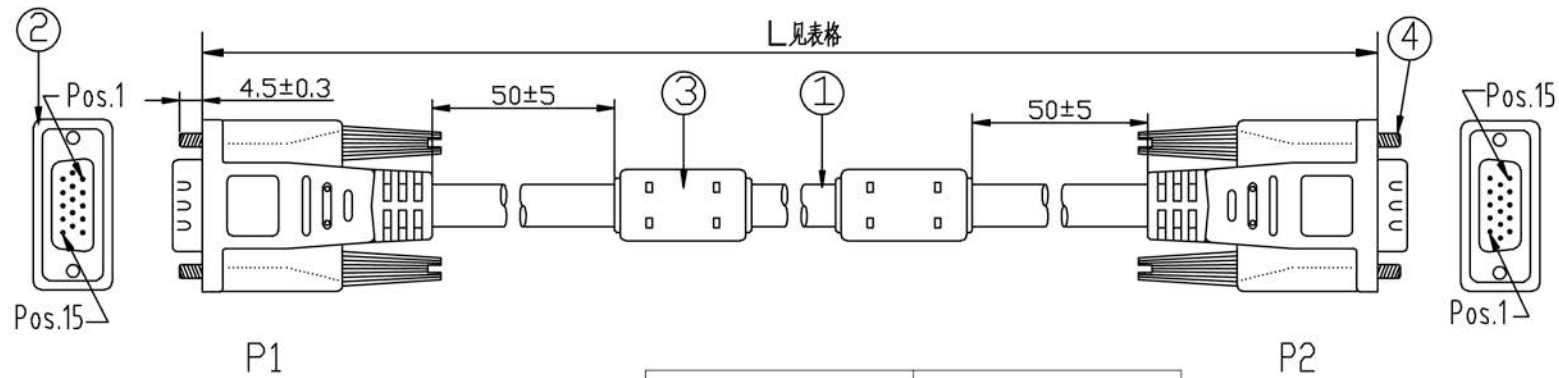 L见表格
② ④
Pos.1 4.5±0.3 50±5 ③ ① 50±5 Pos.15
Pos.15 Pos.1
P1 P2